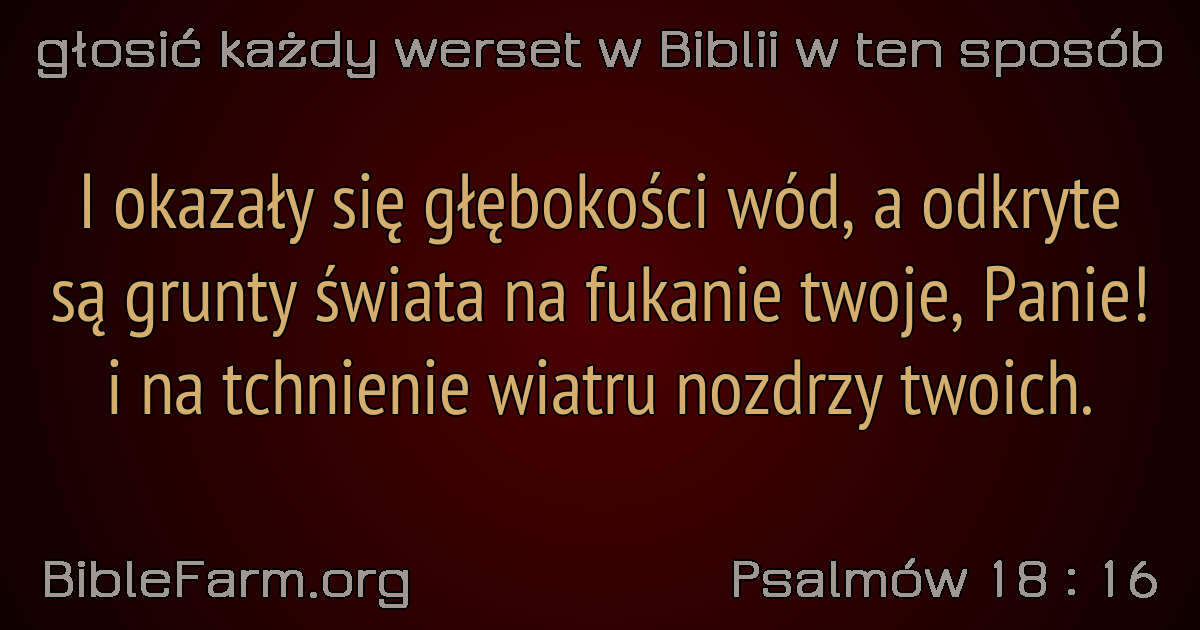 głosić każdy werset w Biblii w ten sposób
I okazały się głębokości wód, a odkryte
są grunty świata na fukanie twoje, Panie!
i na tchnienie wiatru nozdrzy twoich.
BibleFarm.org
Psalmów 18 : 16